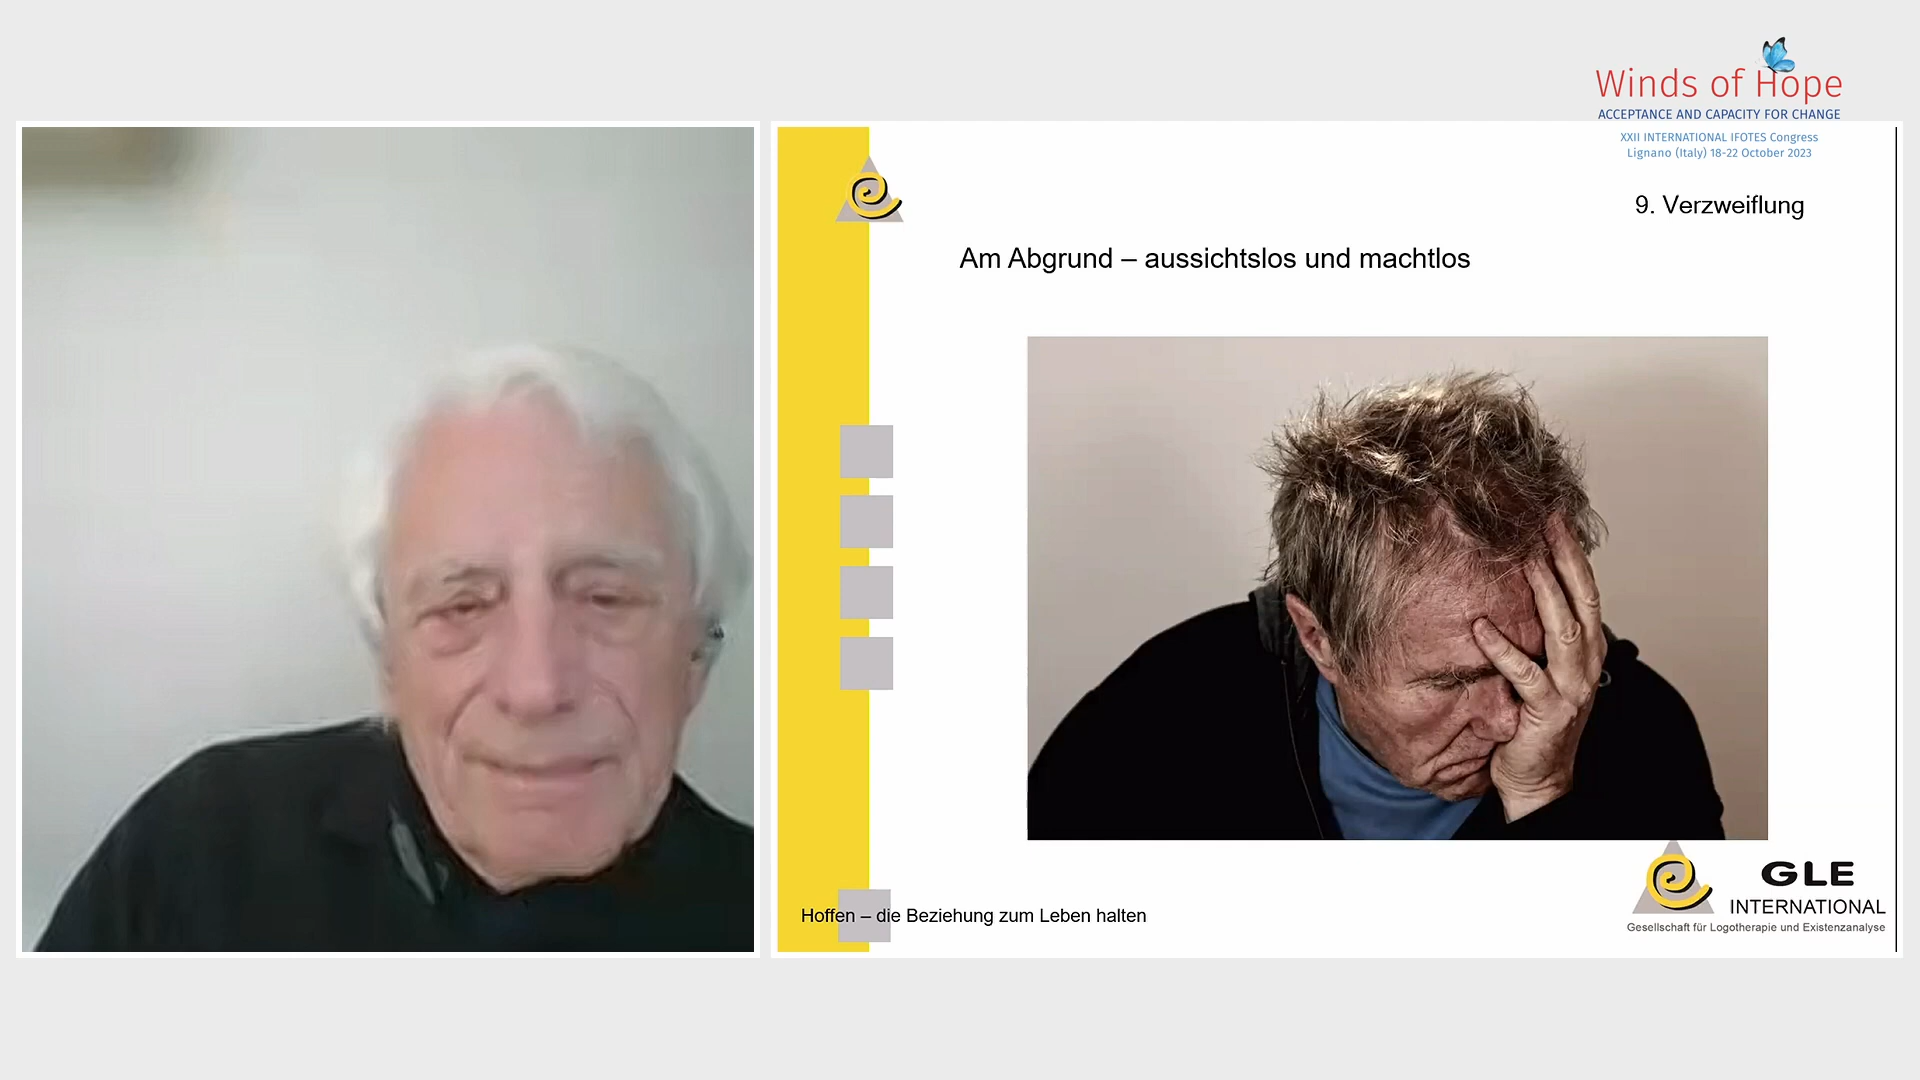 Winds of Hope
ACCEPTANCE AND CAPACITY FOR CHANGE
XXII INTERNATIONAL IFOTES Congress
Lignano (Italy) 18-22 October 2023
9. Verzweiflung
Am Abgrund – aussichtslos und machtlos
Hoffen – die Beziehung zum Leben halten
GLE
INTERNATIONAL
Gesellschaft für Logotherapie und Existenzanalyse